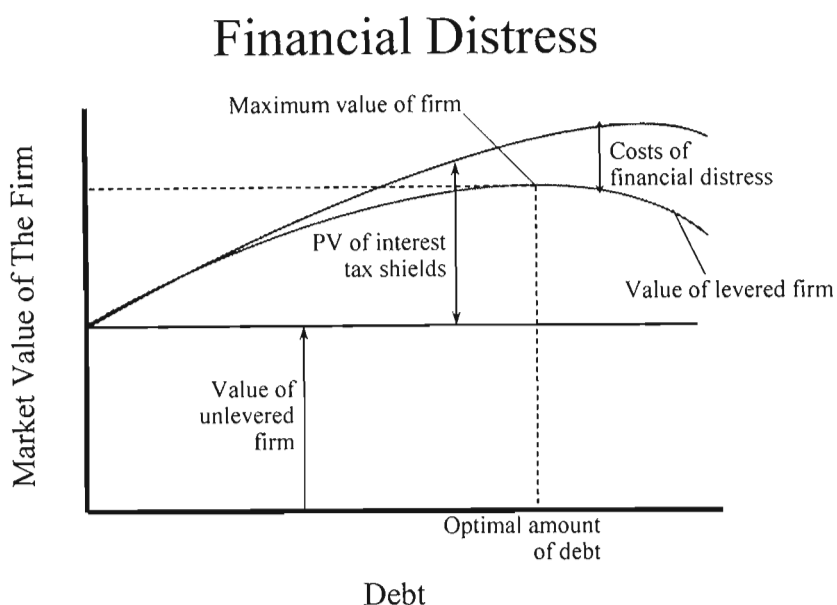 Financial Distress
Market Value of The Firm
Maximum value of firm
Costs of
financial distress
PV of interest
tax shields
Value of levered firm
Value of
unlevered
firm
Optimal amount
of debt
Debt